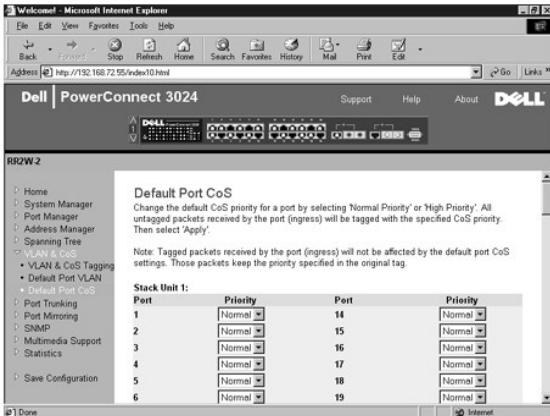 Welcome! - Microsoft Internet Explorer
File Edit View Favorites Tools Help
Back Forward Stop Refresh Home Search Favorites History Mail Print Edit
Address http://192.168.72.55/index10.html Go Links »
Dell | PowerConnect 3024 Support Help About DELL
1 DELL
RR2W-2
Home
System Manager
Port Manager
Address Manager
Spanning Tree
VLAN & CoS
• VLAN & CoS Tagging
• Default Port VLAN
• Default Port CoS
Port Trunking
Port Mirroring
SNMP
Multimedia Support
Statistics
Save Configuration
Default Port CoS
Change the default CoS priority for a port by selecting 'Normal Priority' or 'High Priority'. All
untagged packets received by the port (ingress) will be tagged with the specified CoS priority.
Then select 'Apply'.
Note: Tagged packets received by the port (ingress) will not be affected by the default port CoS
settings. Those packets keep the priority specified in the original tag.
Stack Unit 1:
Port Priority Port Priority
1 Normal 14 Normal
2 Normal 15 Normal
3 Normal 16 Normal
4 Normal 17 Normal
5 Normal 18 Normal
6 Normal 19 Normal
Done Internet